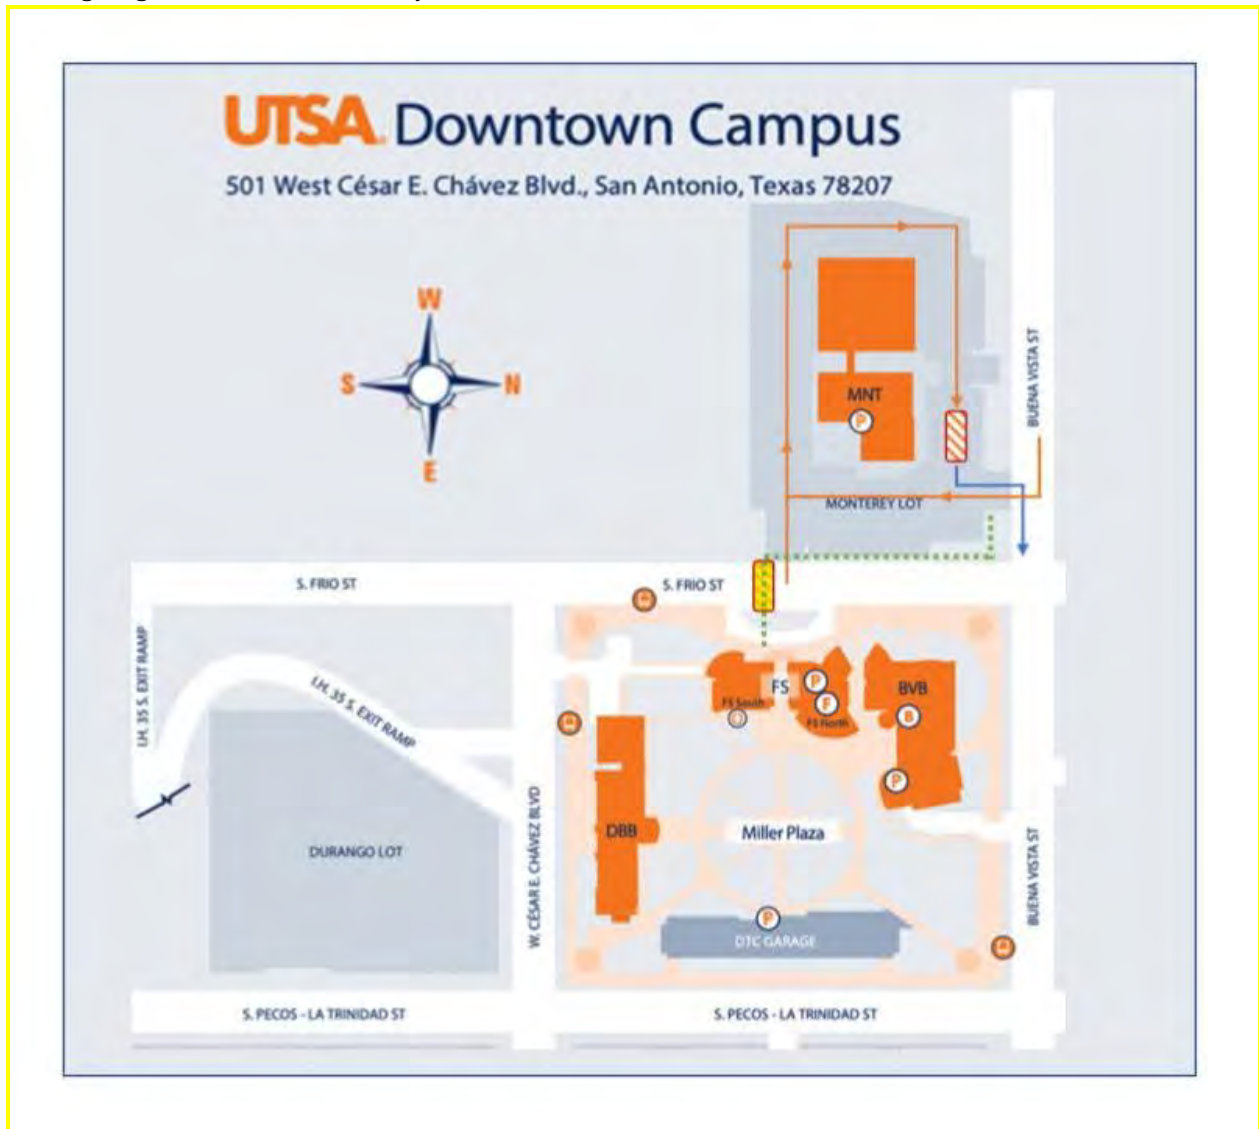 UTSA Downtown Campus
501 West César E. Chávez Blvd., San Antonio, Texas 78207
W
S
N
E
BUENA VISTA ST
MNT
P
MONTEREY LOT
S. FRIO ST
S. FRIO ST
LH. 35 S. EXIT RAMP
LH. 35 S. EXIT RAMP
FS
P
BVB
FS South
F
FS North
B
P
W. CÉSAR E. CHÁVEZ BLVD
DBB
Miller Plaza
DURANGO LOT
BUENA VISTA ST
P
DTC GARAGE
S. PECOS - LA TRINIDAD ST
S. PECOS - LA TRINIDAD ST